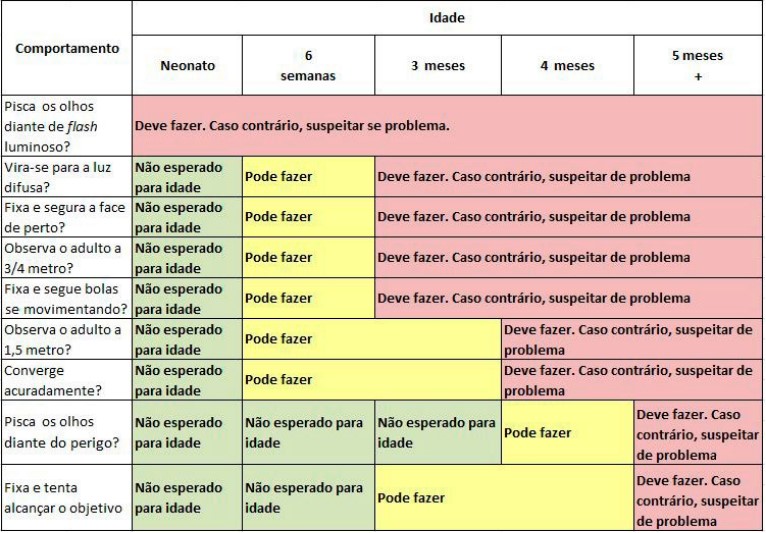 Comportamento
Idade
Neonato
6
semanas
3 meses
4 meses
5 meses
+
Pisca os olhos
diante de flash
luminoso?
Deve fazer. Caso contrário, suspeitar se problema.
Vira-se para a luz
difusa?
Não esperado
para idade
Pode fazer
Deve fazer. Caso contrário, suspeitar de problema
Fixa e segura a face
de perto?
Não esperado
para idade
Pode fazer
Deve fazer. Caso contrário, suspeitar de problema
Observa o adulto a
3/4 metro?
Não esperado
para idade
Pode fazer
Deve fazer. Caso contrário, suspeitar de problema
Fixa e segue bolas
se movimentando?
Não esperado
para idade
Pode fazer
Deve fazer. Caso contrário, suspeitar de problema
Observa o adulto a
1,5 metro?
Não esperado
para idade
Pode fazer
Deve fazer. Caso contrário, suspeitar de
problema
Converge
acuradamente?
Não esperado
para idade
Pode fazer
Deve fazer. Caso contrário, suspeitar de
problema
Pisca os olhos
diante do perigo?
Não esperado
para idade
Não esperado para
idade
Não esperado para
idade
Pode fazer
Deve fazer. Caso
contrário, suspeitar
de problema
Fixa e tenta
alcançar o objetivo
Não esperado
para idade
Não esperado para
idade
Pode fazer
Deve fazer. Caso
contrário, suspeitar
de problema